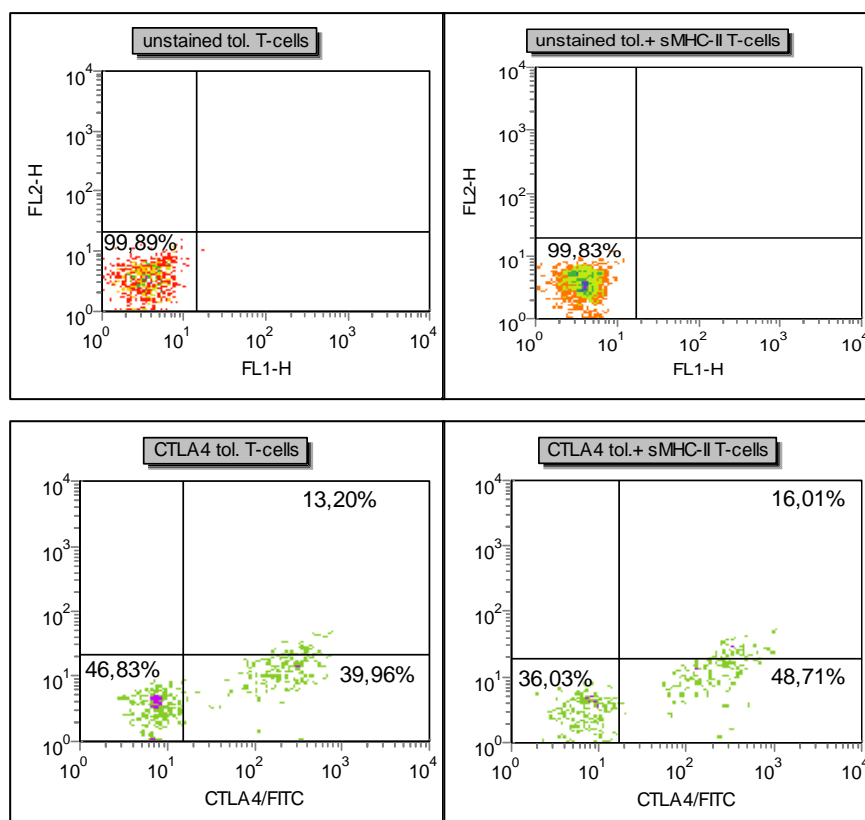 unstained tol. T-cells
10^4
10^3
10^2
10^1
10^0
FL2-H
99,89%
10^0 10^1 10^2 10^3 10^4
FL1-H
unstained tol.+ sMHC-II T-cells
10^4
10^3
10^2
10^1
10^0
FL2-H
99,83%
10^0 10^1 10^2 10^3 10^4
FL1-H
CTLA4 tol. T-cells
10^4
10^3
10^2
10^1
10^0
13,20%
46,83%
39,96%
10^0 10^1 10^2 10^3 10^4
CTLA4/FITC
CTLA4 tol.+ sMHC-II T-cells
10^4
10^3
10^2
10^1
10^0
16,01%
36,03%
48,71%
10^0 10^1 10^2 10^3 10^4
CTLA4/FITC